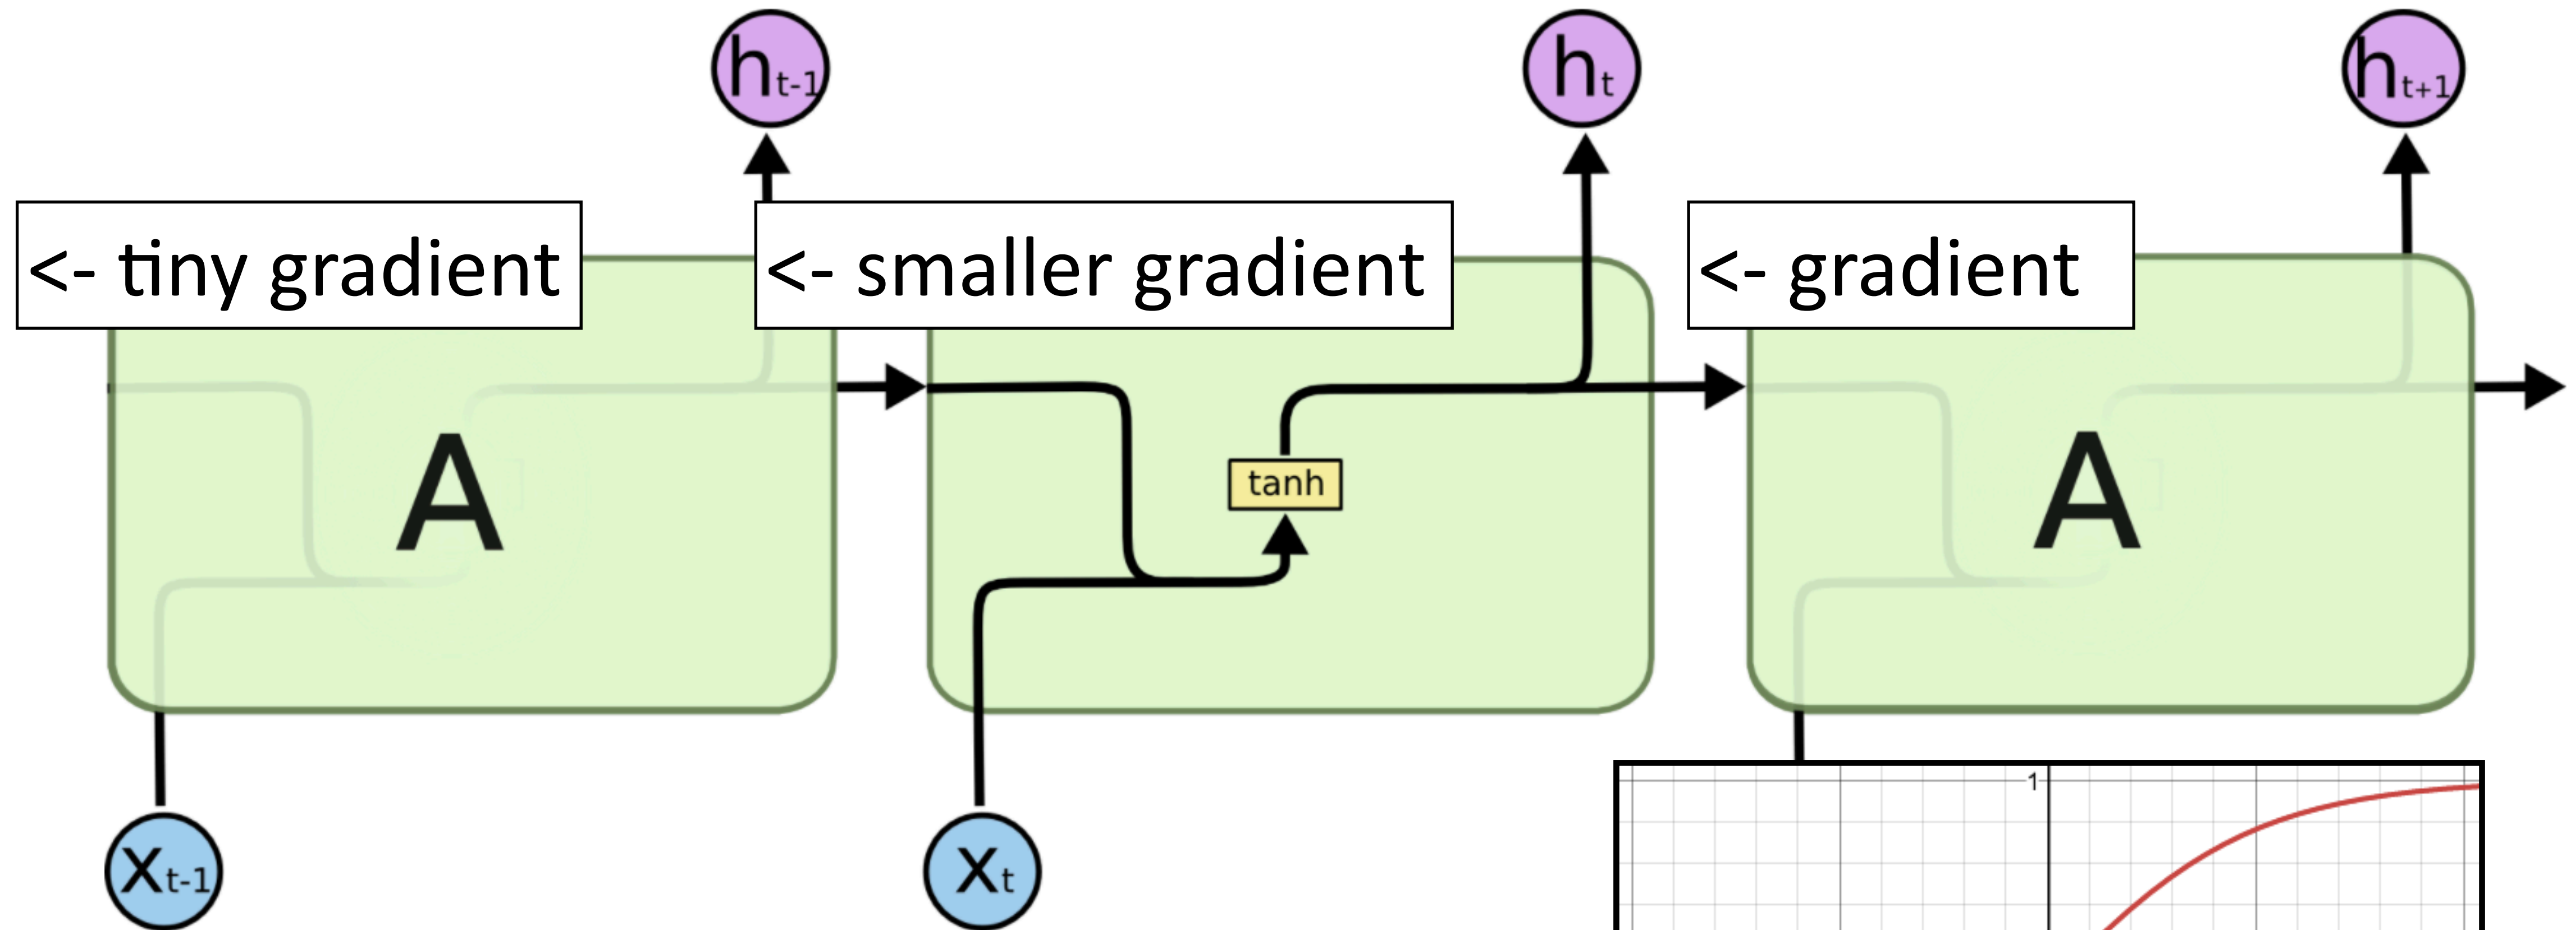 h t-1
h t
h t+1
<- tiny gradient
<- smaller gradient
<- gradient
A
tanh
A
1
x t-1
x t